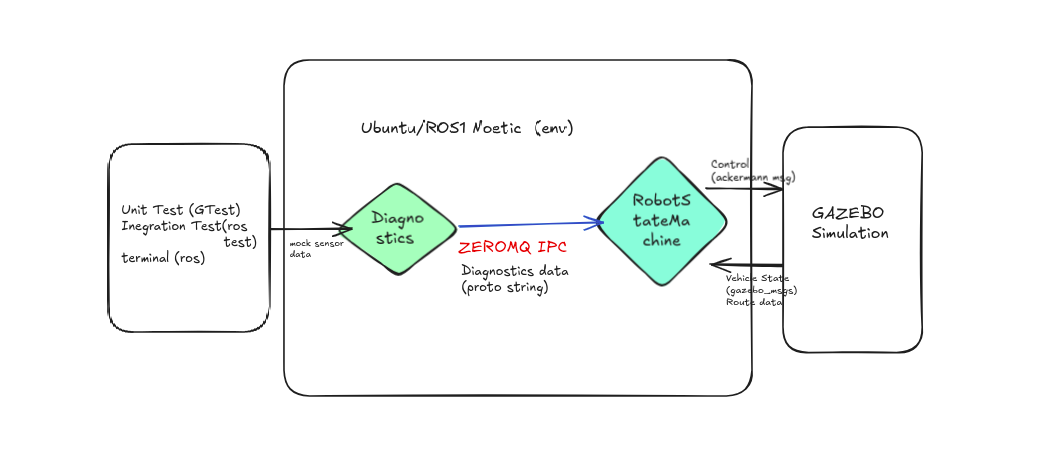 Ubuntu/ROS1 Noetic (env)
Unit Test (GTest)
Inegration Test(ros
test)
terminal (ros)
mock sensor
data
Diagno
stics
ZEROMQ IPC
Diagnostics data
(proto string)
RobotS
tateMa
chine
Control
(ackermann msg)
Vehicle State
(gazebo_msgs)
Route data
GAZEBO
Simulation